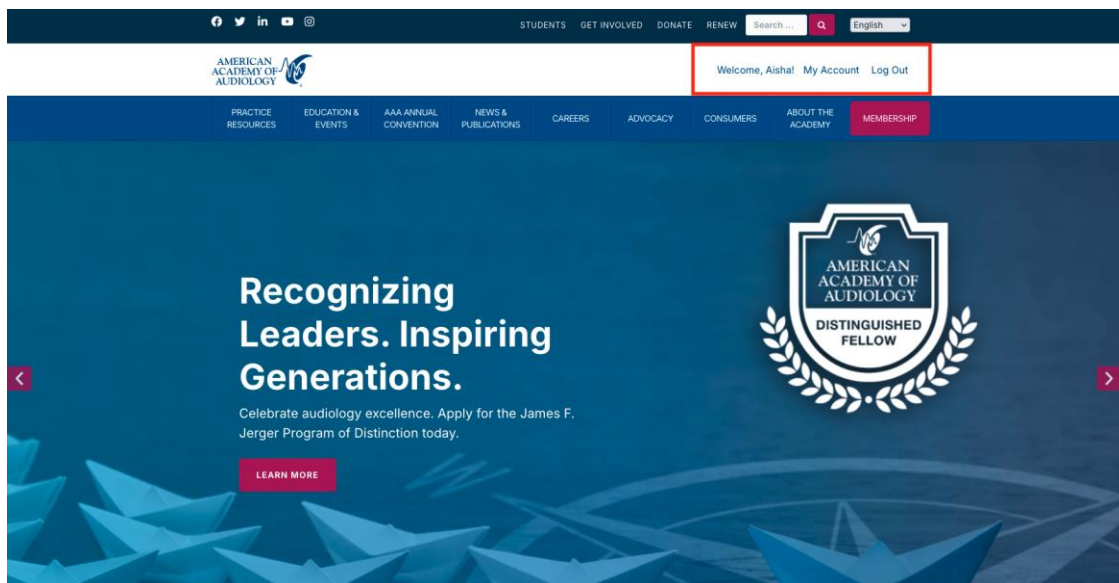 STUDENTS GET INVOLVED DONATE RENEW Search ... English
AMERICAN
ACADEMY OF
AUDIOLOGY
Welcome, Aisha! My Account Log Out
PRACTICE RESOURCES
EDUCATION & EVENTS
AAA ANNUAL CONVENTION
NEWS & PUBLICATIONS
CAREERS
ADVOCACY
CONSUMERS
ABOUT THE ACADEMY
MEMBERSHIP
Recognizing
Leaders. Inspiring
Generations.
Celebrate audiology excellence. Apply for the James F.
Jerger Program of Distinction today.
LEARN MORE
AMERICAN
ACADEMY OF
AUDIOLOGY
DISTINGUISHED
FELLOW